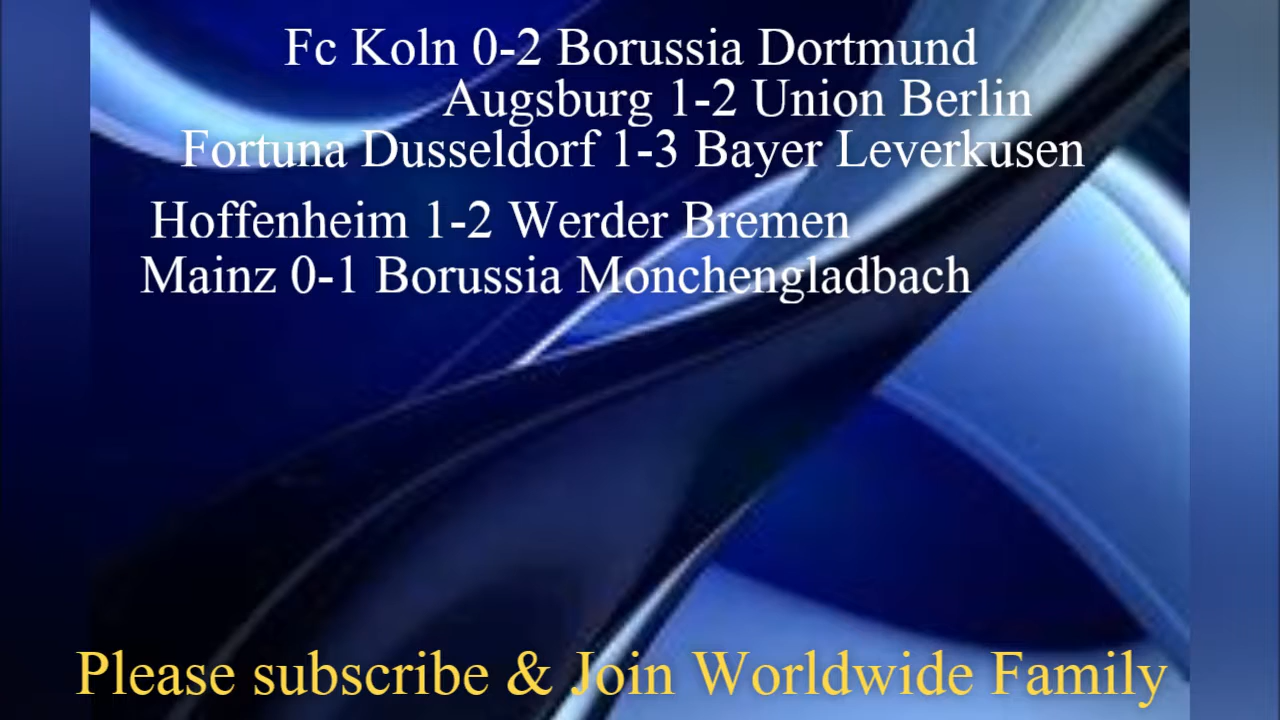 Fc Koln 0-2 Borussia Dortmund
Augsburg 1-2 Union Berlin
Fortuna Dusseldorf 1-3 Bayer Leverkusen
Hoffenheim 1-2 Werder Bremen
Mainz 0-1 Borussia Monchengladbach
Please subscribe & Join Worldwide Family